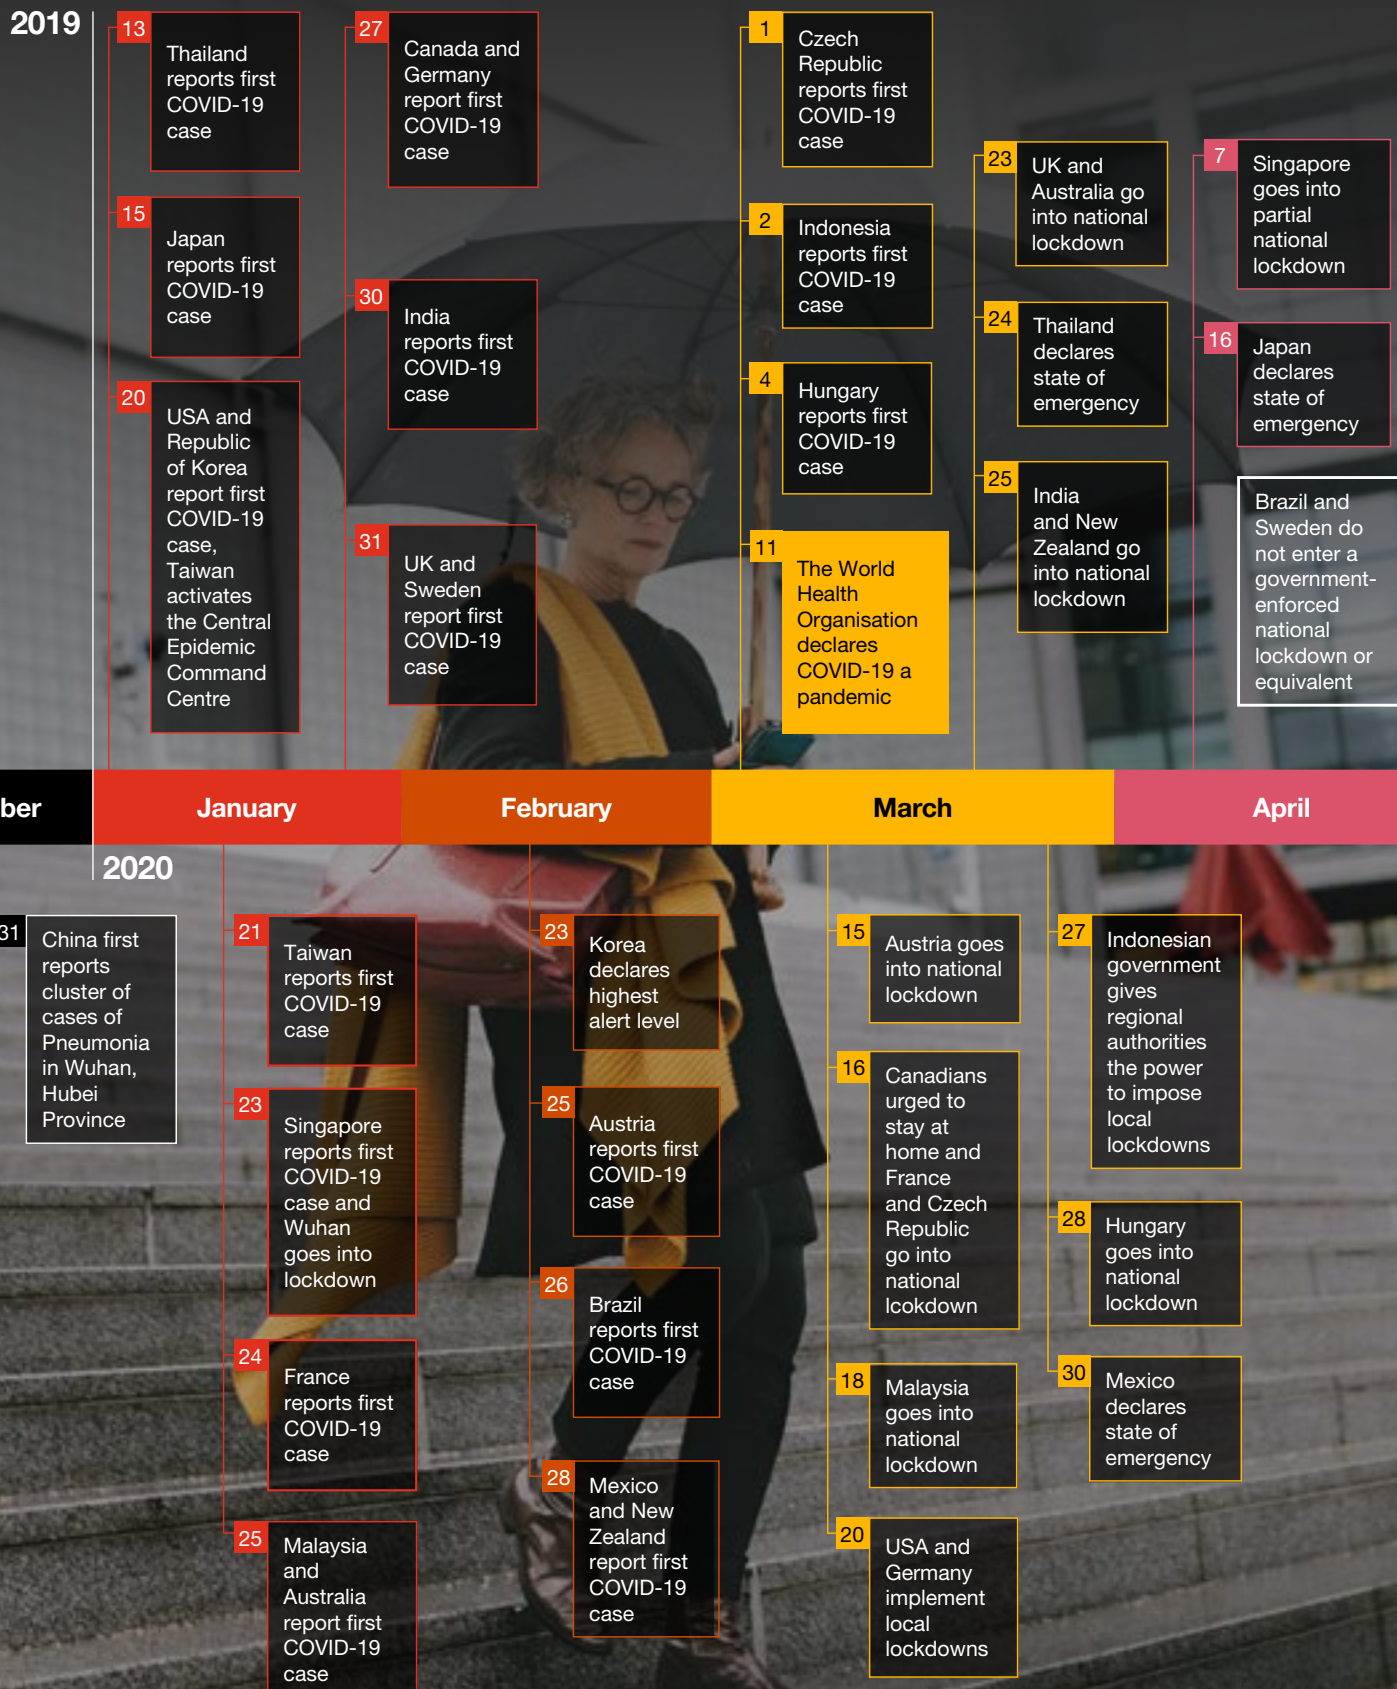 2019
13
Thailand
reports first
COVID-19
case
15
Japan
reports first
COVID-19
case
20
USA and
Republic
of Korea
report first
COVID-19
case,
Taiwan
activates
the Central
Epidemic
Command
Centre
27
Canada and
Germany
report first
COVID-19
case
30
India
reports first
COVID-19
case
31
UK and
Sweden
report first
COVID-19
case
1
Czech
Republic
reports first
COVID-19
case
2
Indonesia
reports first
COVID-19
case
4
Hungary
reports first
COVID-19
case
11
The World
Health
Organisation
declares
COVID-19 a
pandemic
23
UK and
Australia go
into national
lockdown
24
Thailand
declares
state of
emergency
25
India
and New
Zealand go
into national
lockdown
7
Singapore
goes into
partial
national
lockdown
16
Japan
declares
state of
emergency
Brazil and
Sweden do
not enter a
government-
enforced
national
lockdown or
equivalent
ber
January
February
March
April
2020
31
China first
reports
cluster of
cases of
Pneumonia
in Wuhan,
Hubei
Province
21
Taiwan
reports first
COVID-19
case
23
Singapore
reports first
COVID-19
case and
Wuhan
goes into
lockdown
24
France
reports first
COVID-19
case
25
Malaysia
and
Australia
report first
COVID-19
case
23
Korea
declares
highest
alert level
25
Austria
reports first
COVID-19
case
26
Brazil
reports first
COVID-19
case
28
Mexico
and New
Zealand
report first
COVID-19
case
15
Austria goes
into national
lockdown
16
Canadians
urged to
stay at
home and
France
and Czech
Republic
go into
national
lcokdown
18
Malaysia
goes into
national
lockdown
20
USA and
Germany
implement
local
lockdowns
27
Indonesian
government
gives
regional
authorities
the power
to impose
local
lockdowns
28
Hungary
goes into
national
lockdown
30
Mexico
declares
state of
emergency